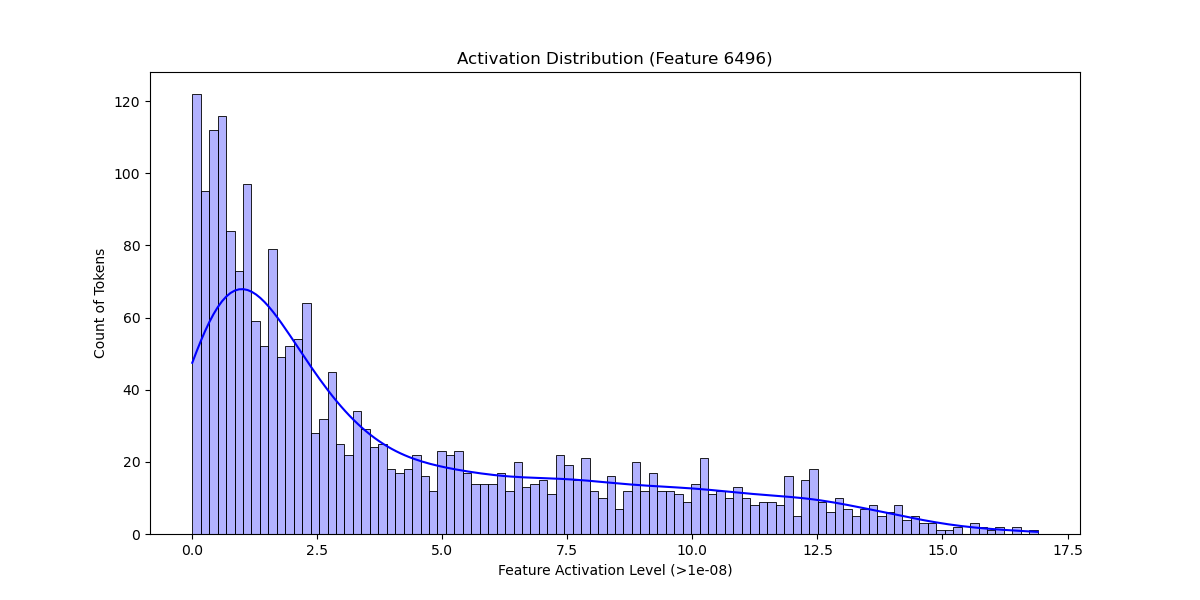 Activation Distribution (Feature 6496)
120
100
80
60
40
20
0
Count of Tokens
0.0 2.5 5.0 7.5 10.0 12.5 15.0 17.5
Feature Activation Level (>1e-08)